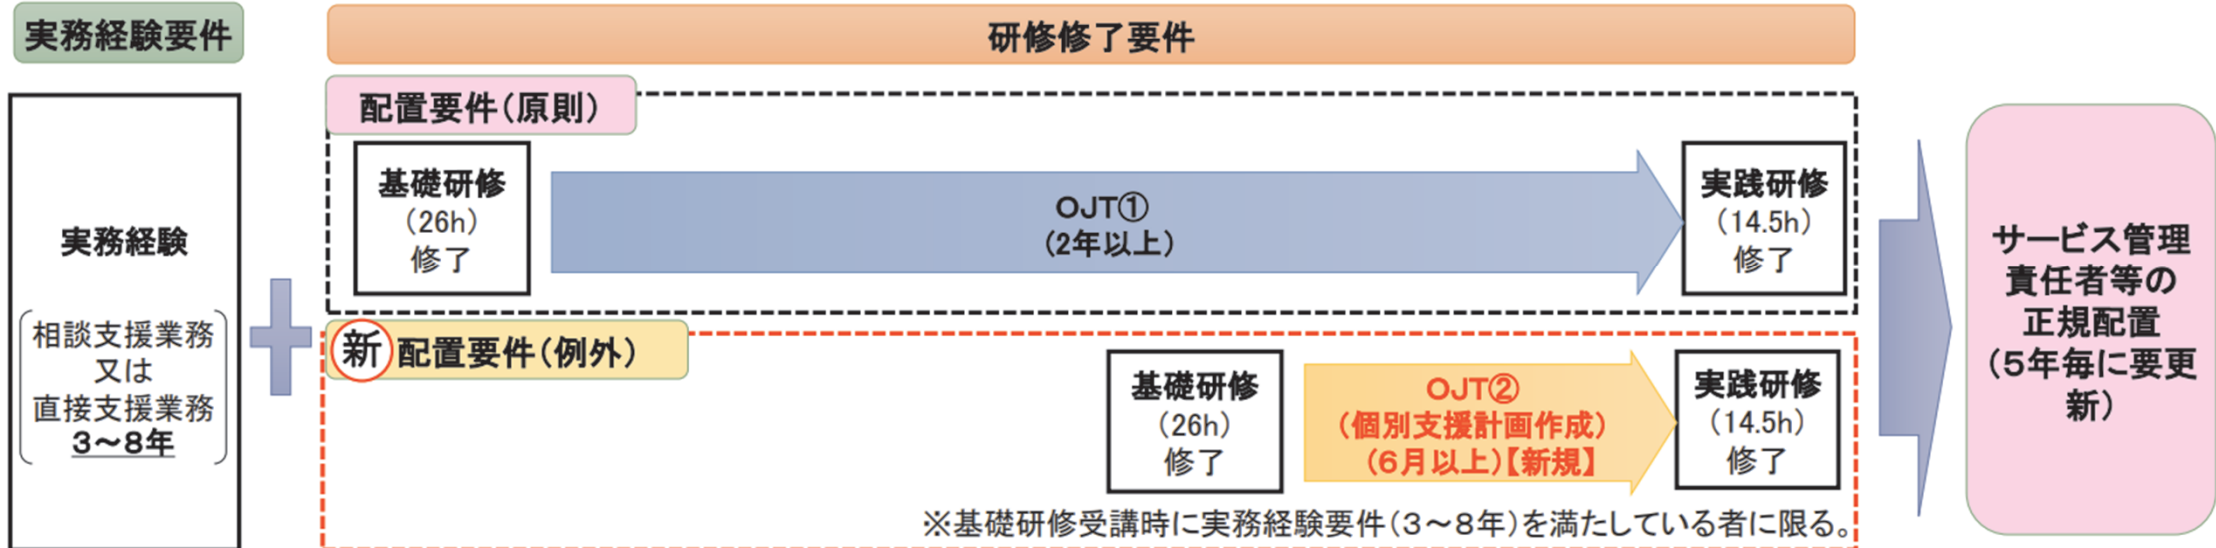 実務経験要件
研修修了要件
実務経験
相談支援業務
又は
直接支援業務
3～8年
配置要件(原則)
基礎研修
(26h)
修了
OJT①
(2年以上)
実践研修
(14.5h)
修了
新 配置要件(例外)
基礎研修
(26h)
修了
OJT②
(個別支援計画作成)
(6月以上)【新規】
実践研修
(14.5h)
修了
※基礎研修受講時に実務経験要件(3～8年)を満たしている者に限る。
サービス管理
責任者等の
正規配置
(5年毎に要更
新)